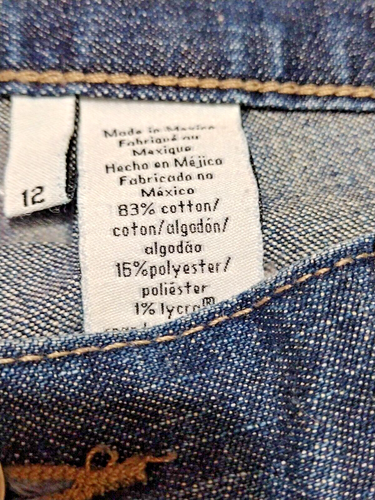 12
Made in Mexico
Fabriqué au
Mexique
Hecho en Méjico
Fabricado no
México
83% cotton/
coton/algodón/
algodão
16%polyester/
poliéster
1% lycra®